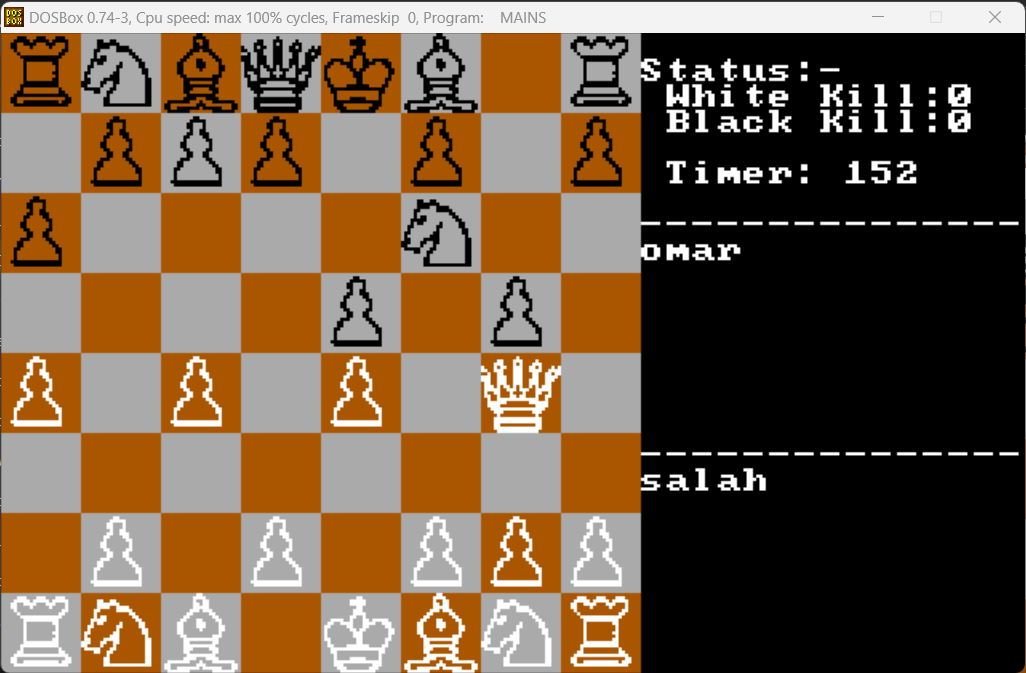 DOSBox 0.74-3, Cpu speed: max 100% cycles, Frameskip 0, Program: MAINS
Status:-
White Kill:0
Black Kill:0
Timer: 152
---------------
omar
---------------
salah